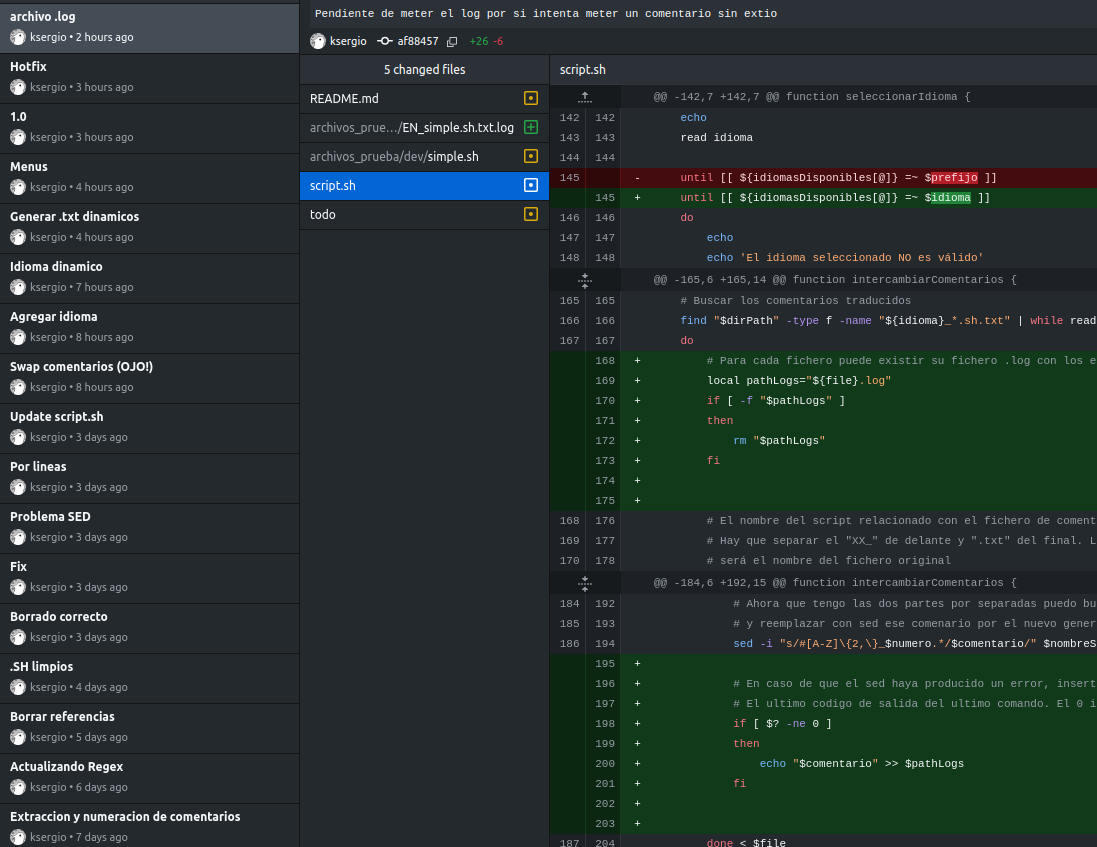 archivo .log
ksergio • 2 hours ago
Hotfix
ksergio • 3 hours ago
1.0
ksergio • 3 hours ago
Menus
ksergio • 4 hours ago
Generar .txt dinamicos
ksergio • 4 hours ago
Idioma dinamico
ksergio • 7 hours ago
Agregar idioma
ksergio • 8 hours ago
Swap comentarios (OJO!)
ksergio • 8 hours ago
Update script.sh
ksergio • 3 days ago
Por lineas
ksergio • 3 days ago
Problema SED
ksergio • 3 days ago
Fix
ksergio • 3 days ago
Borrado correcto
ksergio • 3 days ago
.SH limpios
ksergio • 4 days ago
Borrar referencias
ksergio • 5 days ago
Actualizando Regex
ksergio • 6 days ago
Extraccion y numeracion de comentarios
ksergio • 7 days ago
Pendiente de meter el log por si intenta meter un comentario sin extio
ksergio af88457 +26 -6
5 changed files
README.md
archivos_prue…/EN_simple.sh.txt.log
archivos_prueba/dev/simple.sh
script.sh
todo
script.sh
@@ -142,7 +142,7 @@ function seleccionarIdioma {
142 142 echo
143 143 read idioma
144 144
145 - until [[ ${idiomasDisponibles[@]} =~ $prefijo ]]
145 + until [[ ${idiomasDisponibles[@]} =~ $idioma ]]
146 146 do
147 147 echo
148 148 echo 'El idioma seleccionado NO es válido'
@@ -165,6 +165,14 @@ function intercambiarComentarios {
165 165 # Buscar los comentarios traducidos
166 166 find "$dirPath" -type f -name "${idioma}_*.sh.txt" | while read
167 167 do
168 + # Para cada fichero puede existir su fichero .log con los e
169 + local pathLogs="${file}.log"
170 + if [ -f "$pathLogs" ]
171 + then
172 + rm "$pathLogs"
173 + fi
174 +
175 +
168 176 # El nombre del script relacionado con el fichero de coment
169 177 # Hay que separar el "XX_" de delante y ".txt" del final. L
170 178 # será el nombre del fichero original
@@ -184,6 +192,15 @@ function intercambiarComentarios {
184 192 # Ahora que tengo las dos partes por separadas puedo bu
185 193 # y reemplazar con sed ese comenario por el nuevo gener
186 194 sed -i "s/#[A-Z]\{2,\}_$numero.*/$comentario/" $nombreS
195 +
196 + # En caso de que el sed haya producido un error, insert
197 + # El ultimo codigo de salida del ultimo comando. El 0 i
198 + if [ $? -ne 0 ]
199 + then
200 + echo "$comentario" >> $pathLogs
201 + fi
202 +
203 +
187 204 done < $file